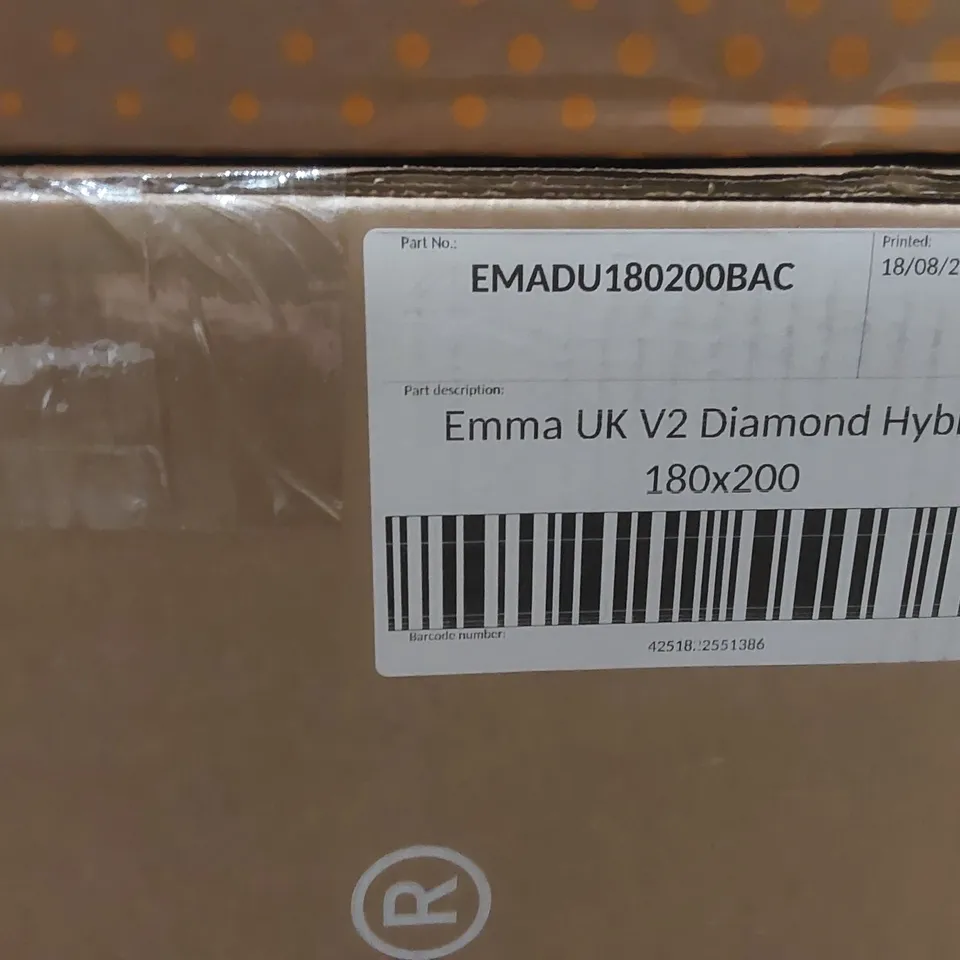 Part No.:
Printed:
EMADU180200BAC
18/08/2
Part description:
Emma UK V2 Diamond Hybr
180x200
Barcode number:
®